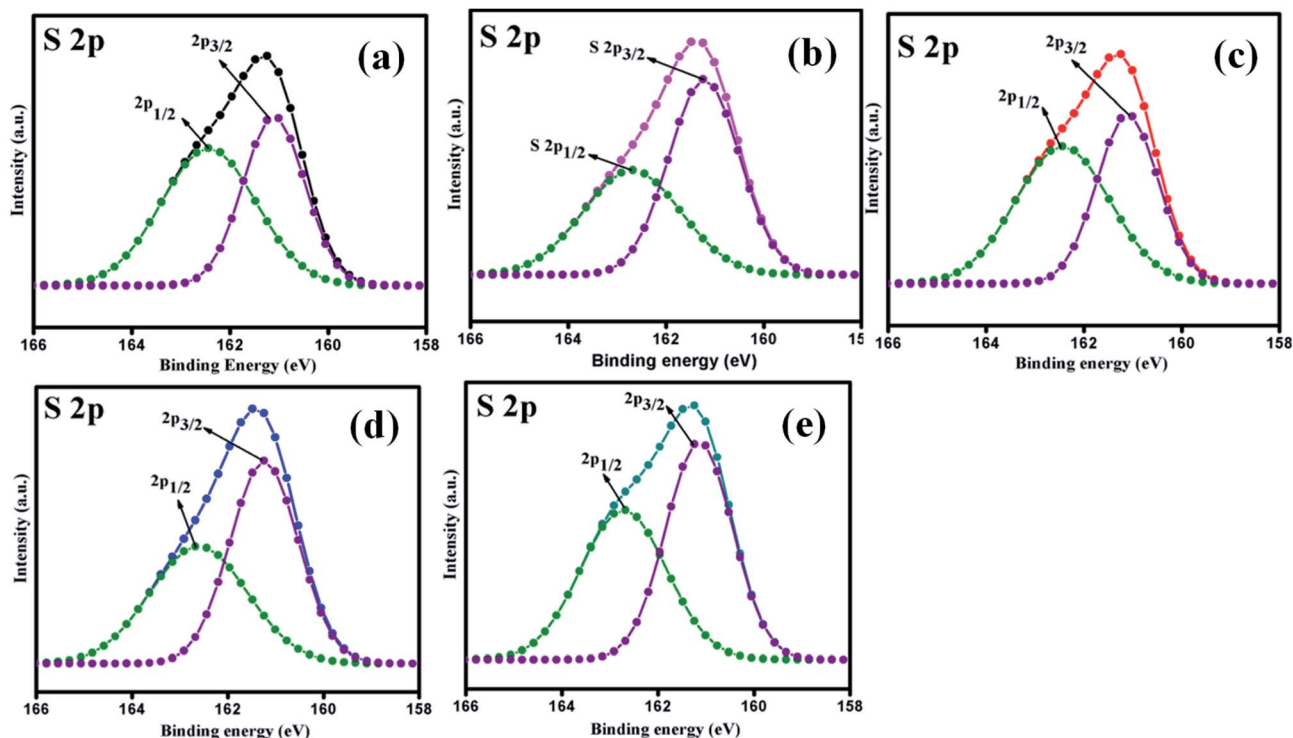 S 2p
2p3/2
(a)
2p1/2
Intensity (a.u.)
166 164 162 160 158
Binding Energy (eV)
S 2p
(b)
S 2p3/2
S 2p1/2
Intensity (a.u.)
166 164 162 160 15
Binding energy (eV)
S 2p
2p3/2
(c)
2p1/2
Intensity (a.u.)
166 164 162 160 158
Binding energy (eV)
S 2p
(d)
2p3/2
2p1/2
Intensity (a.u.)
166 164 162 160 158
Binding energy (eV)
S 2p
2p3/2
(e)
2p1/2
Intensity (a.u.)
166 164 162 160 158
Binding energy (eV)